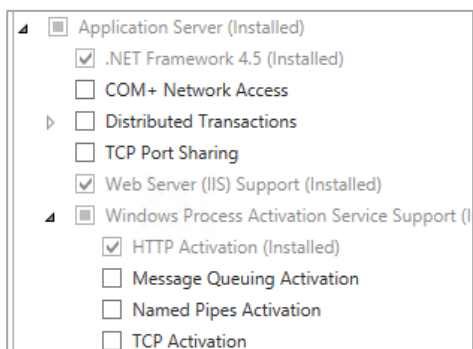 Application Server (Installed)
.NET Framework 4.5 (Installed)
COM+ Network Access
Distributed Transactions
TCP Port Sharing
Web Server (IIS) Support (Installed)
Windows Process Activation Service Support (I
HTTP Activation (Installed)
Message Queuing Activation
Named Pipes Activation
TCP Activation